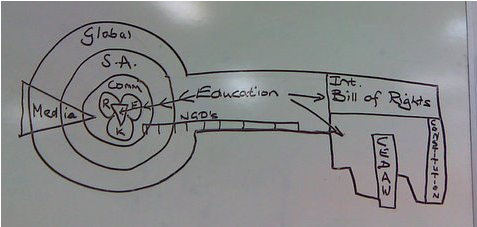 Global
S.A.
Comm
R
F
K
Media
Education
NGO's
Int.
Bill of Rights
CEDAW
CONSTITUTION